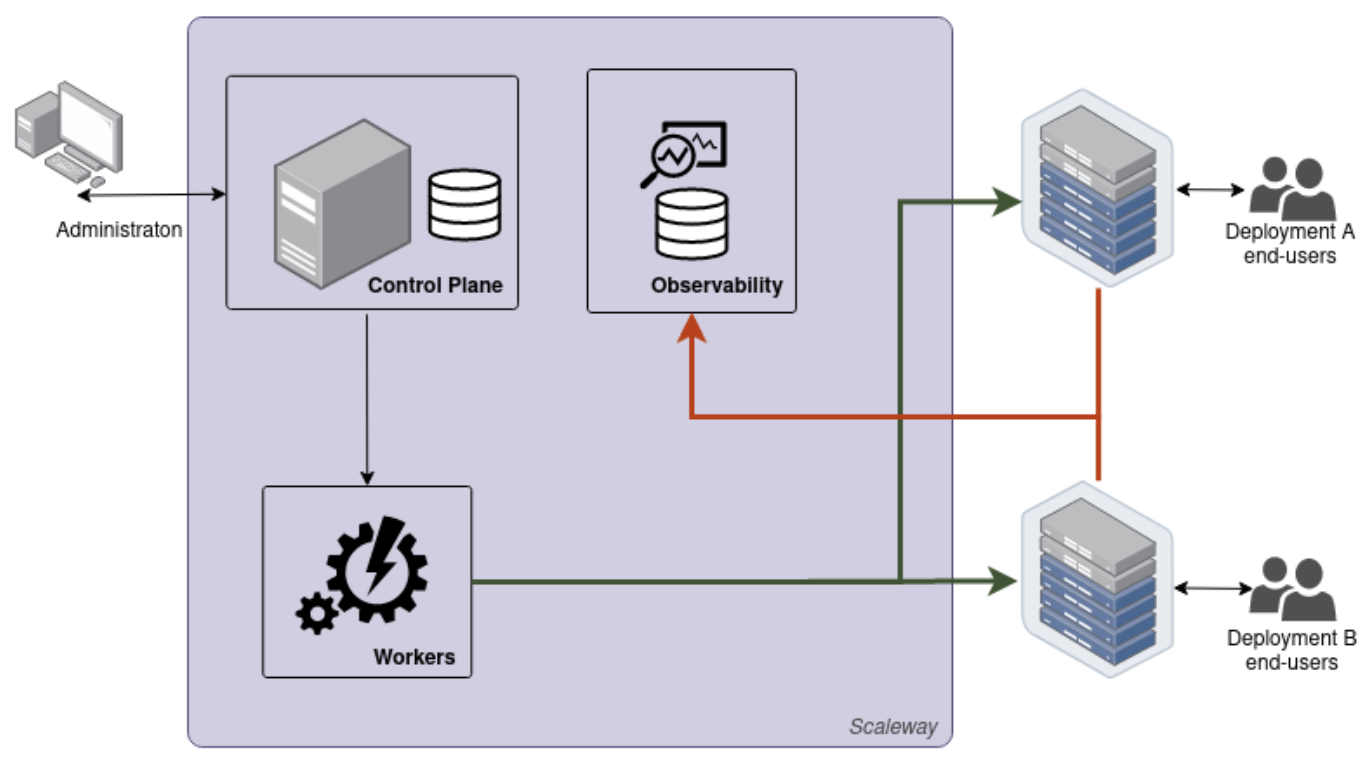 Administraton
Control Plane
Observability
Deployment A
end-users
Workers
Deployment B
end-users
Scaleway